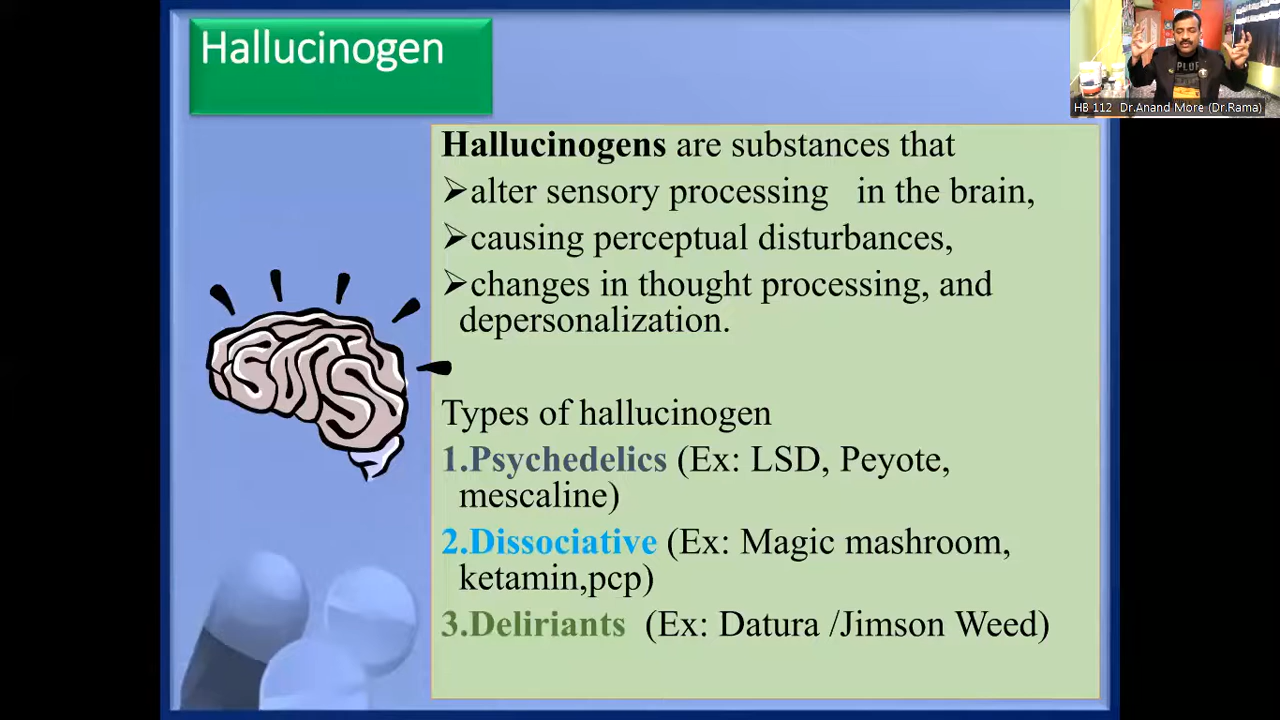 Hallucinogen
HB 112 Dr.Anand More (Dr.Rama)
Hallucinogens are substances that
➢alter sensory processing in the brain,
➢causing perceptual disturbances,
➢changes in thought processing, and
depersonalization.
Types of hallucinogen
1.Psychedelics (Ex: LSD, Peyote,
mescaline)
2.Dissociative (Ex: Magic mashroom,
ketamin,pcp)
3.Deliriants (Ex: Datura /Jimson Weed)